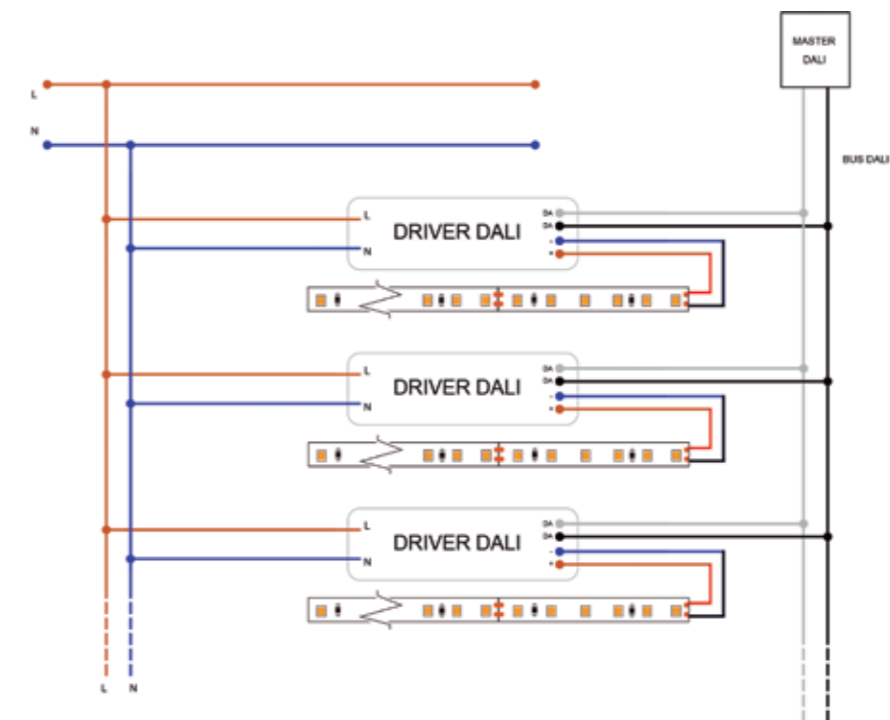 MASTER
DALI
L
N
BUS DALI
L
DRIVER DALI
N
DA
DA
-
+
L
DRIVER DALI
N
DA
DA
-
+
L
DRIVER DALI
N
DA
DA
-
+
L
N